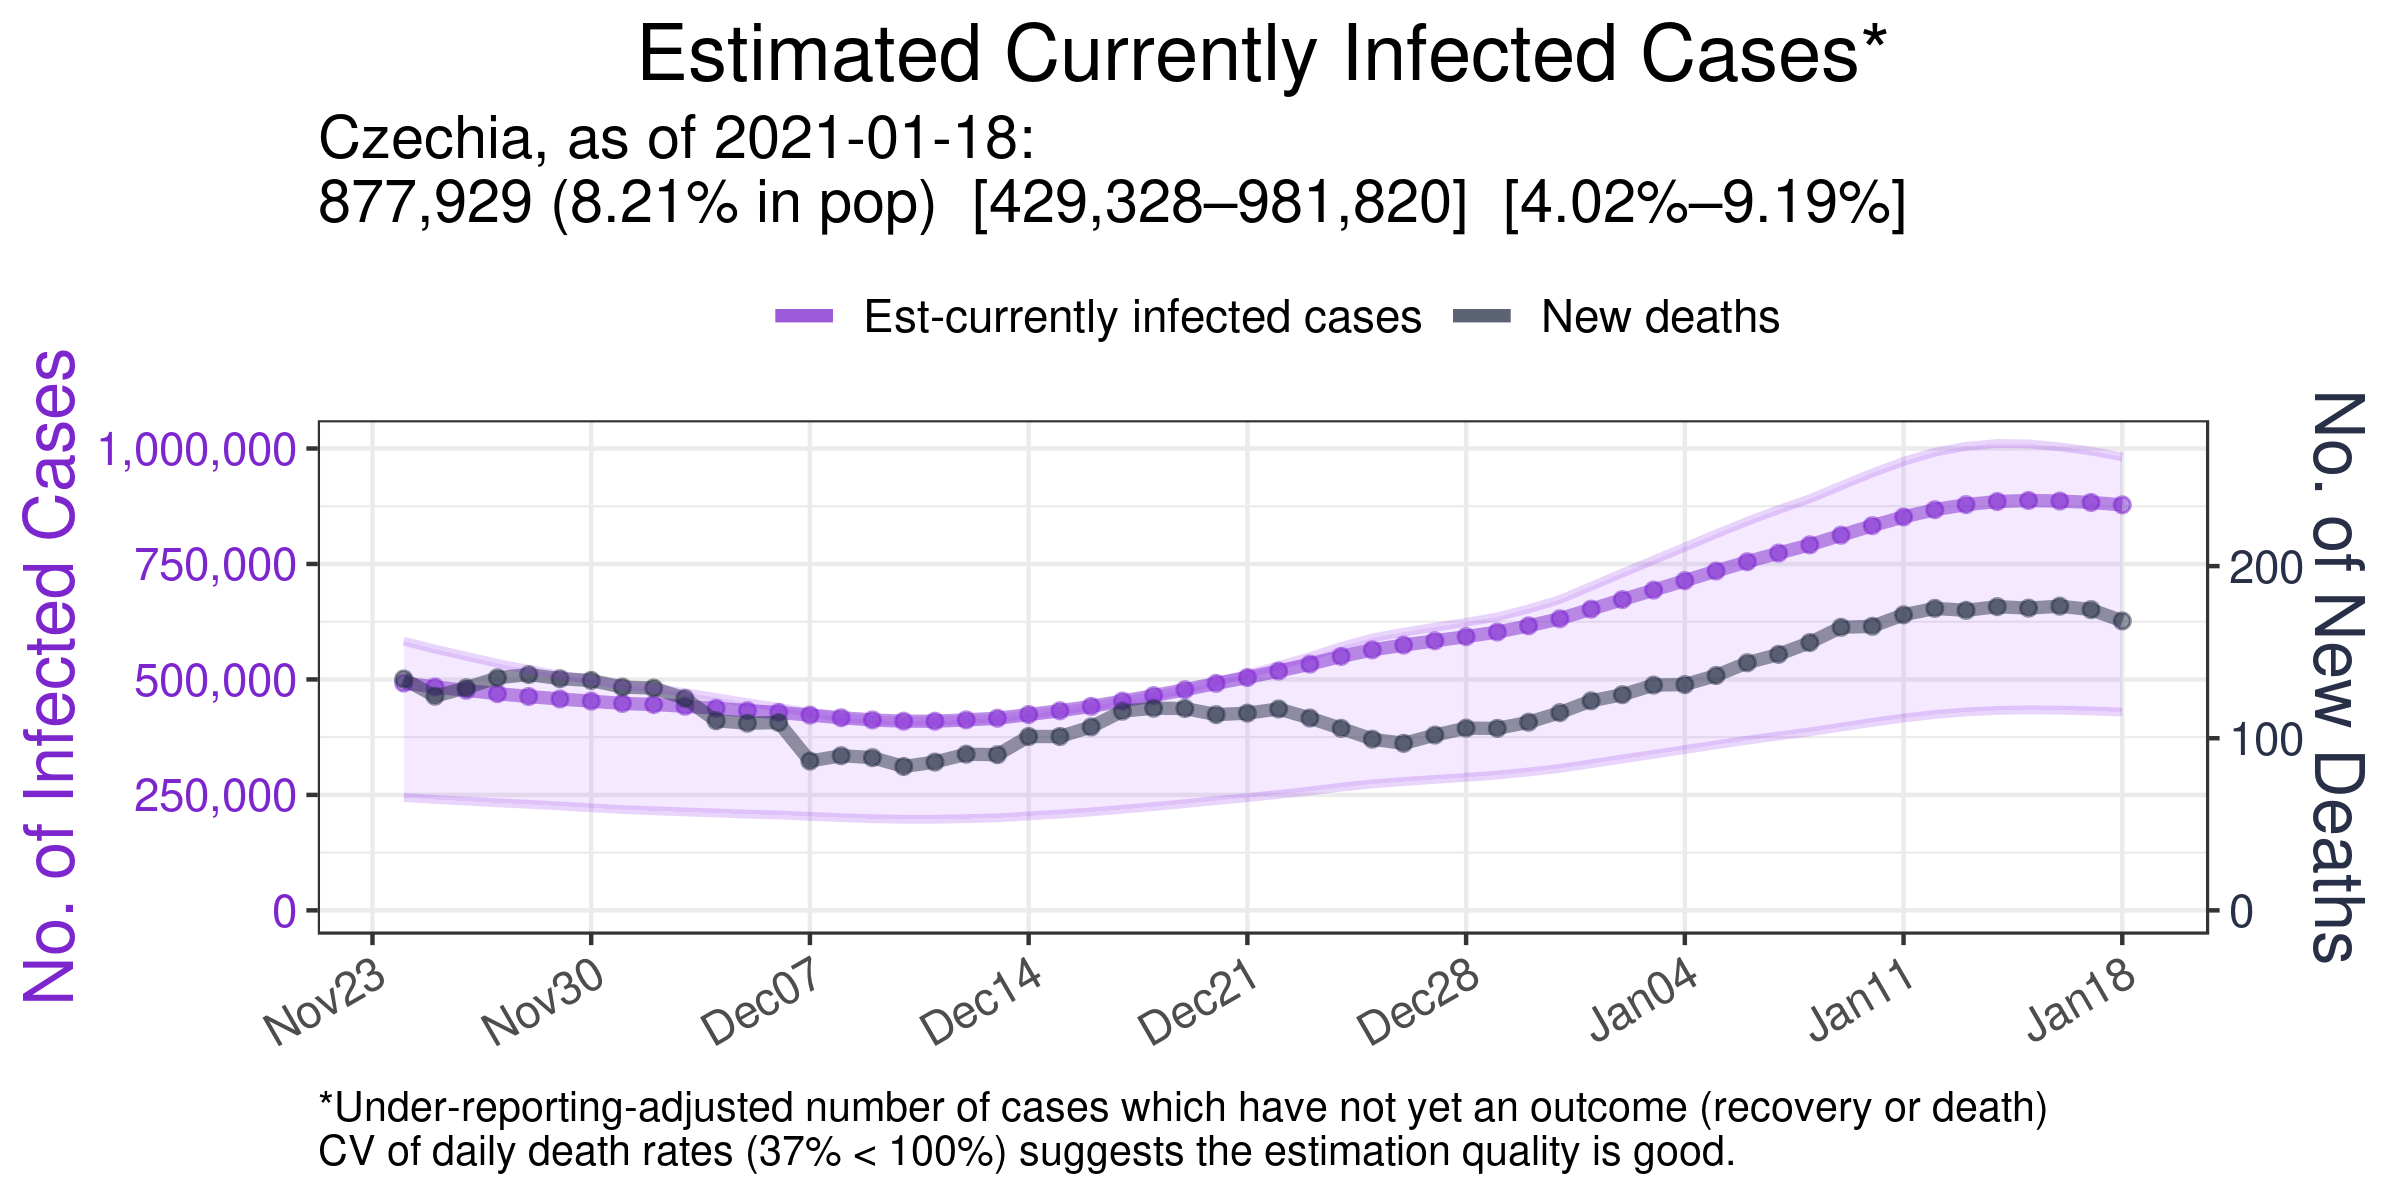 Estimated Currently Infected Cases*
Czechia, as of 2021-01-18:
877,929 (8.21% in pop) [429,328–981,820] [4.02%–9.19%]
Est-currently infected cases
New deaths
No. of Infected Cases
1,000,000
750,000
500,000
250,000
0
No. of New Deaths
200
100
0
Nov23
Nov30
Dec07
Dec14
Dec21
Dec28
Jan04
Jan11
Jan18
*Under-reporting-adjusted number of cases which have not yet an outcome (recovery or death)
CV of daily death rates (37% < 100%) suggests the estimation quality is good.